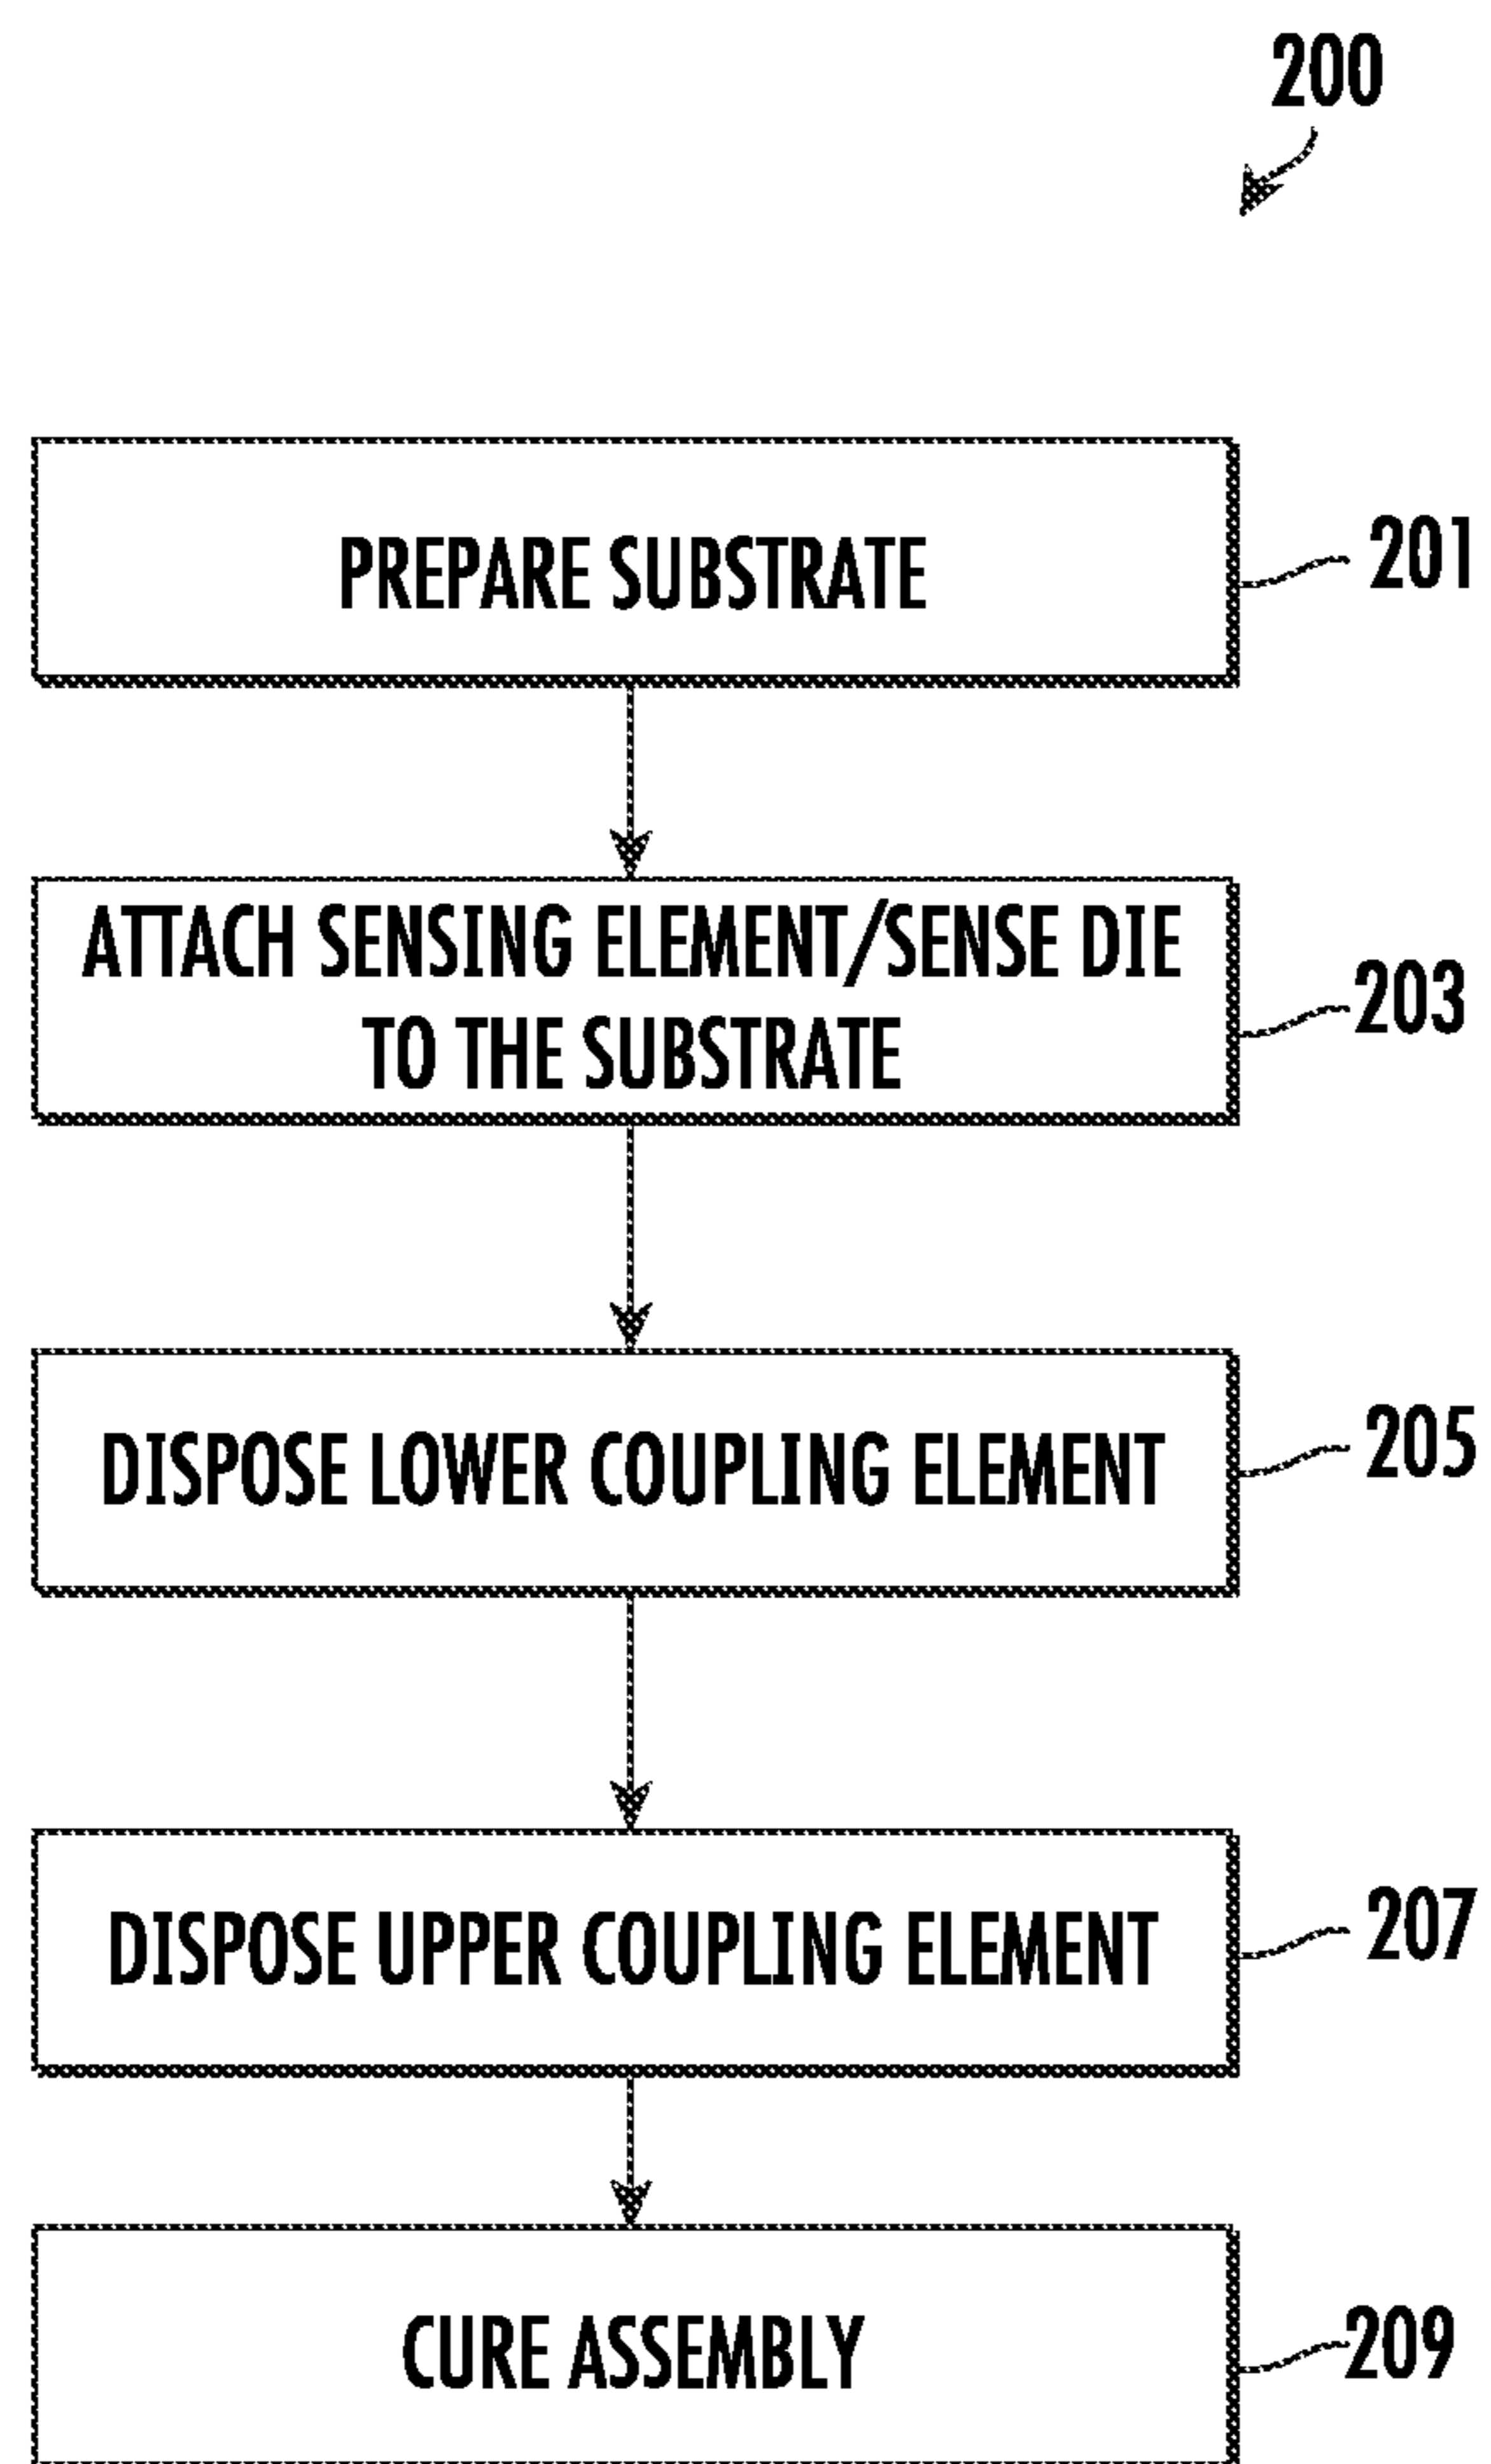 200
PREPARE SUBSTRATE
201
ATTACH SENSING ELEMENT/SENSE DIE
TO THE SUBSTRATE
203
DISPOSE LOWER COUPLING ELEMENT
205
DISPOSE UPPER COUPLING ELEMENT
207
CURE ASSEMBLY
209